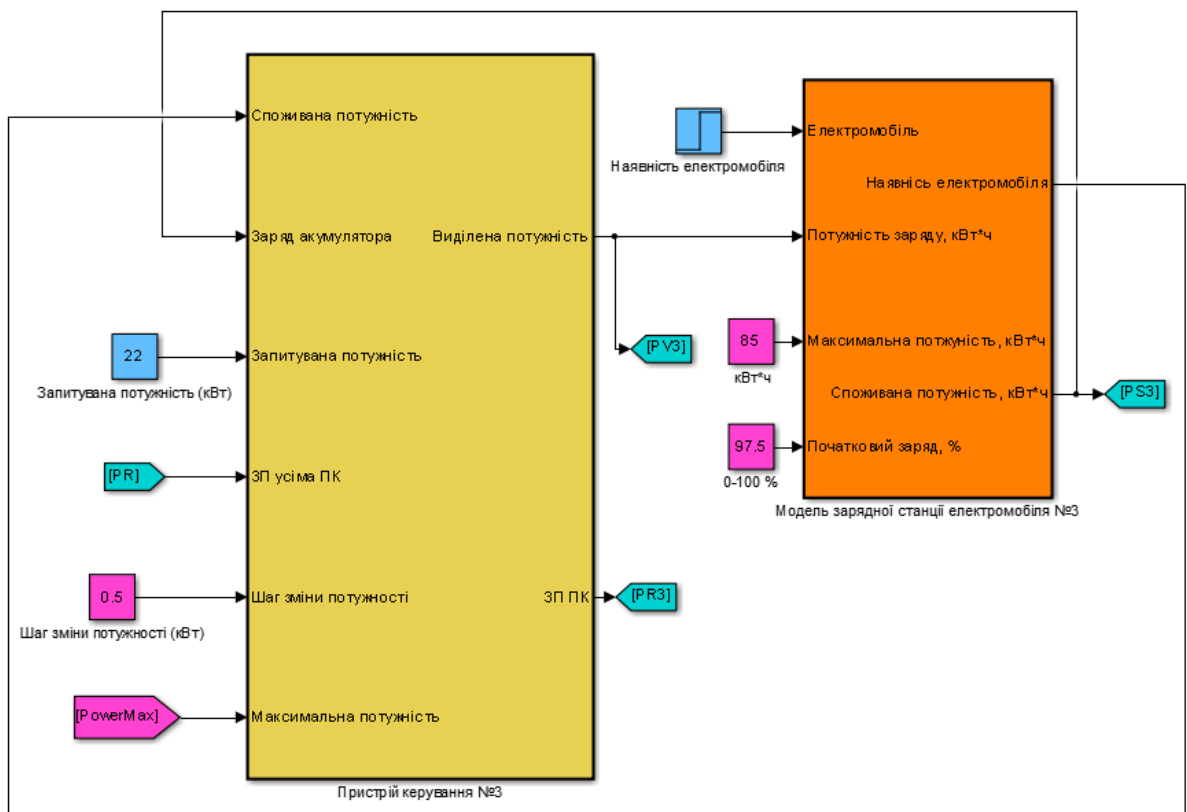 Споживана потужність
Заряд акумулятора
Виділена потужність
22
Запитувана потужність
Запитувана потужність (кВт)
[PR]
ЗП усіма ПК
0.5
Шаг зміни потужності
Шаг зміни потужності (кВт)
ЗП ПК
[PR3]
[PowerMax]
Максимальна потужність
Пристрій керування №3
[PV3]
Наявність електромобіля
Електромобіль
Наявнісь електромобіля
Потужність заряду, кВт*ч
85
кВт*ч
Максимальна потжуність, кВт*ч
Споживана потужність, кВт*ч
[PS3]
97.5
0-100 %
Початковий заряд, %
Модель зарядної станції електромобіля №3